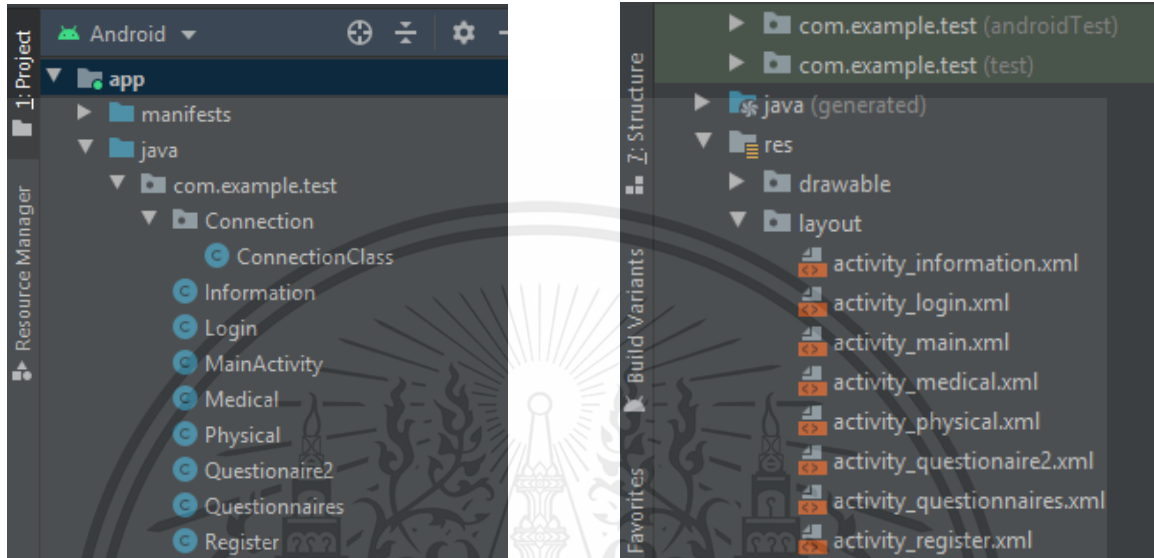 1: Project
Resource Manager
Android
app
manifests
java
com.example.test
Connection
ConnectionClass
Information
Login
MainActivity
Medical
Physical
Questionaire2
Questionnaires
Register
7: Structure
Build Variants
Favorites
com.example.test (androidTest)
com.example.test (test)
java (generated)
res
drawable
layout
activity_information.xml
activity_login.xml
activity_main.xml
activity_medical.xml
activity_physical.xml
activity_questionaire2.xml
activity_questionnaires.xml
activity_register.xml